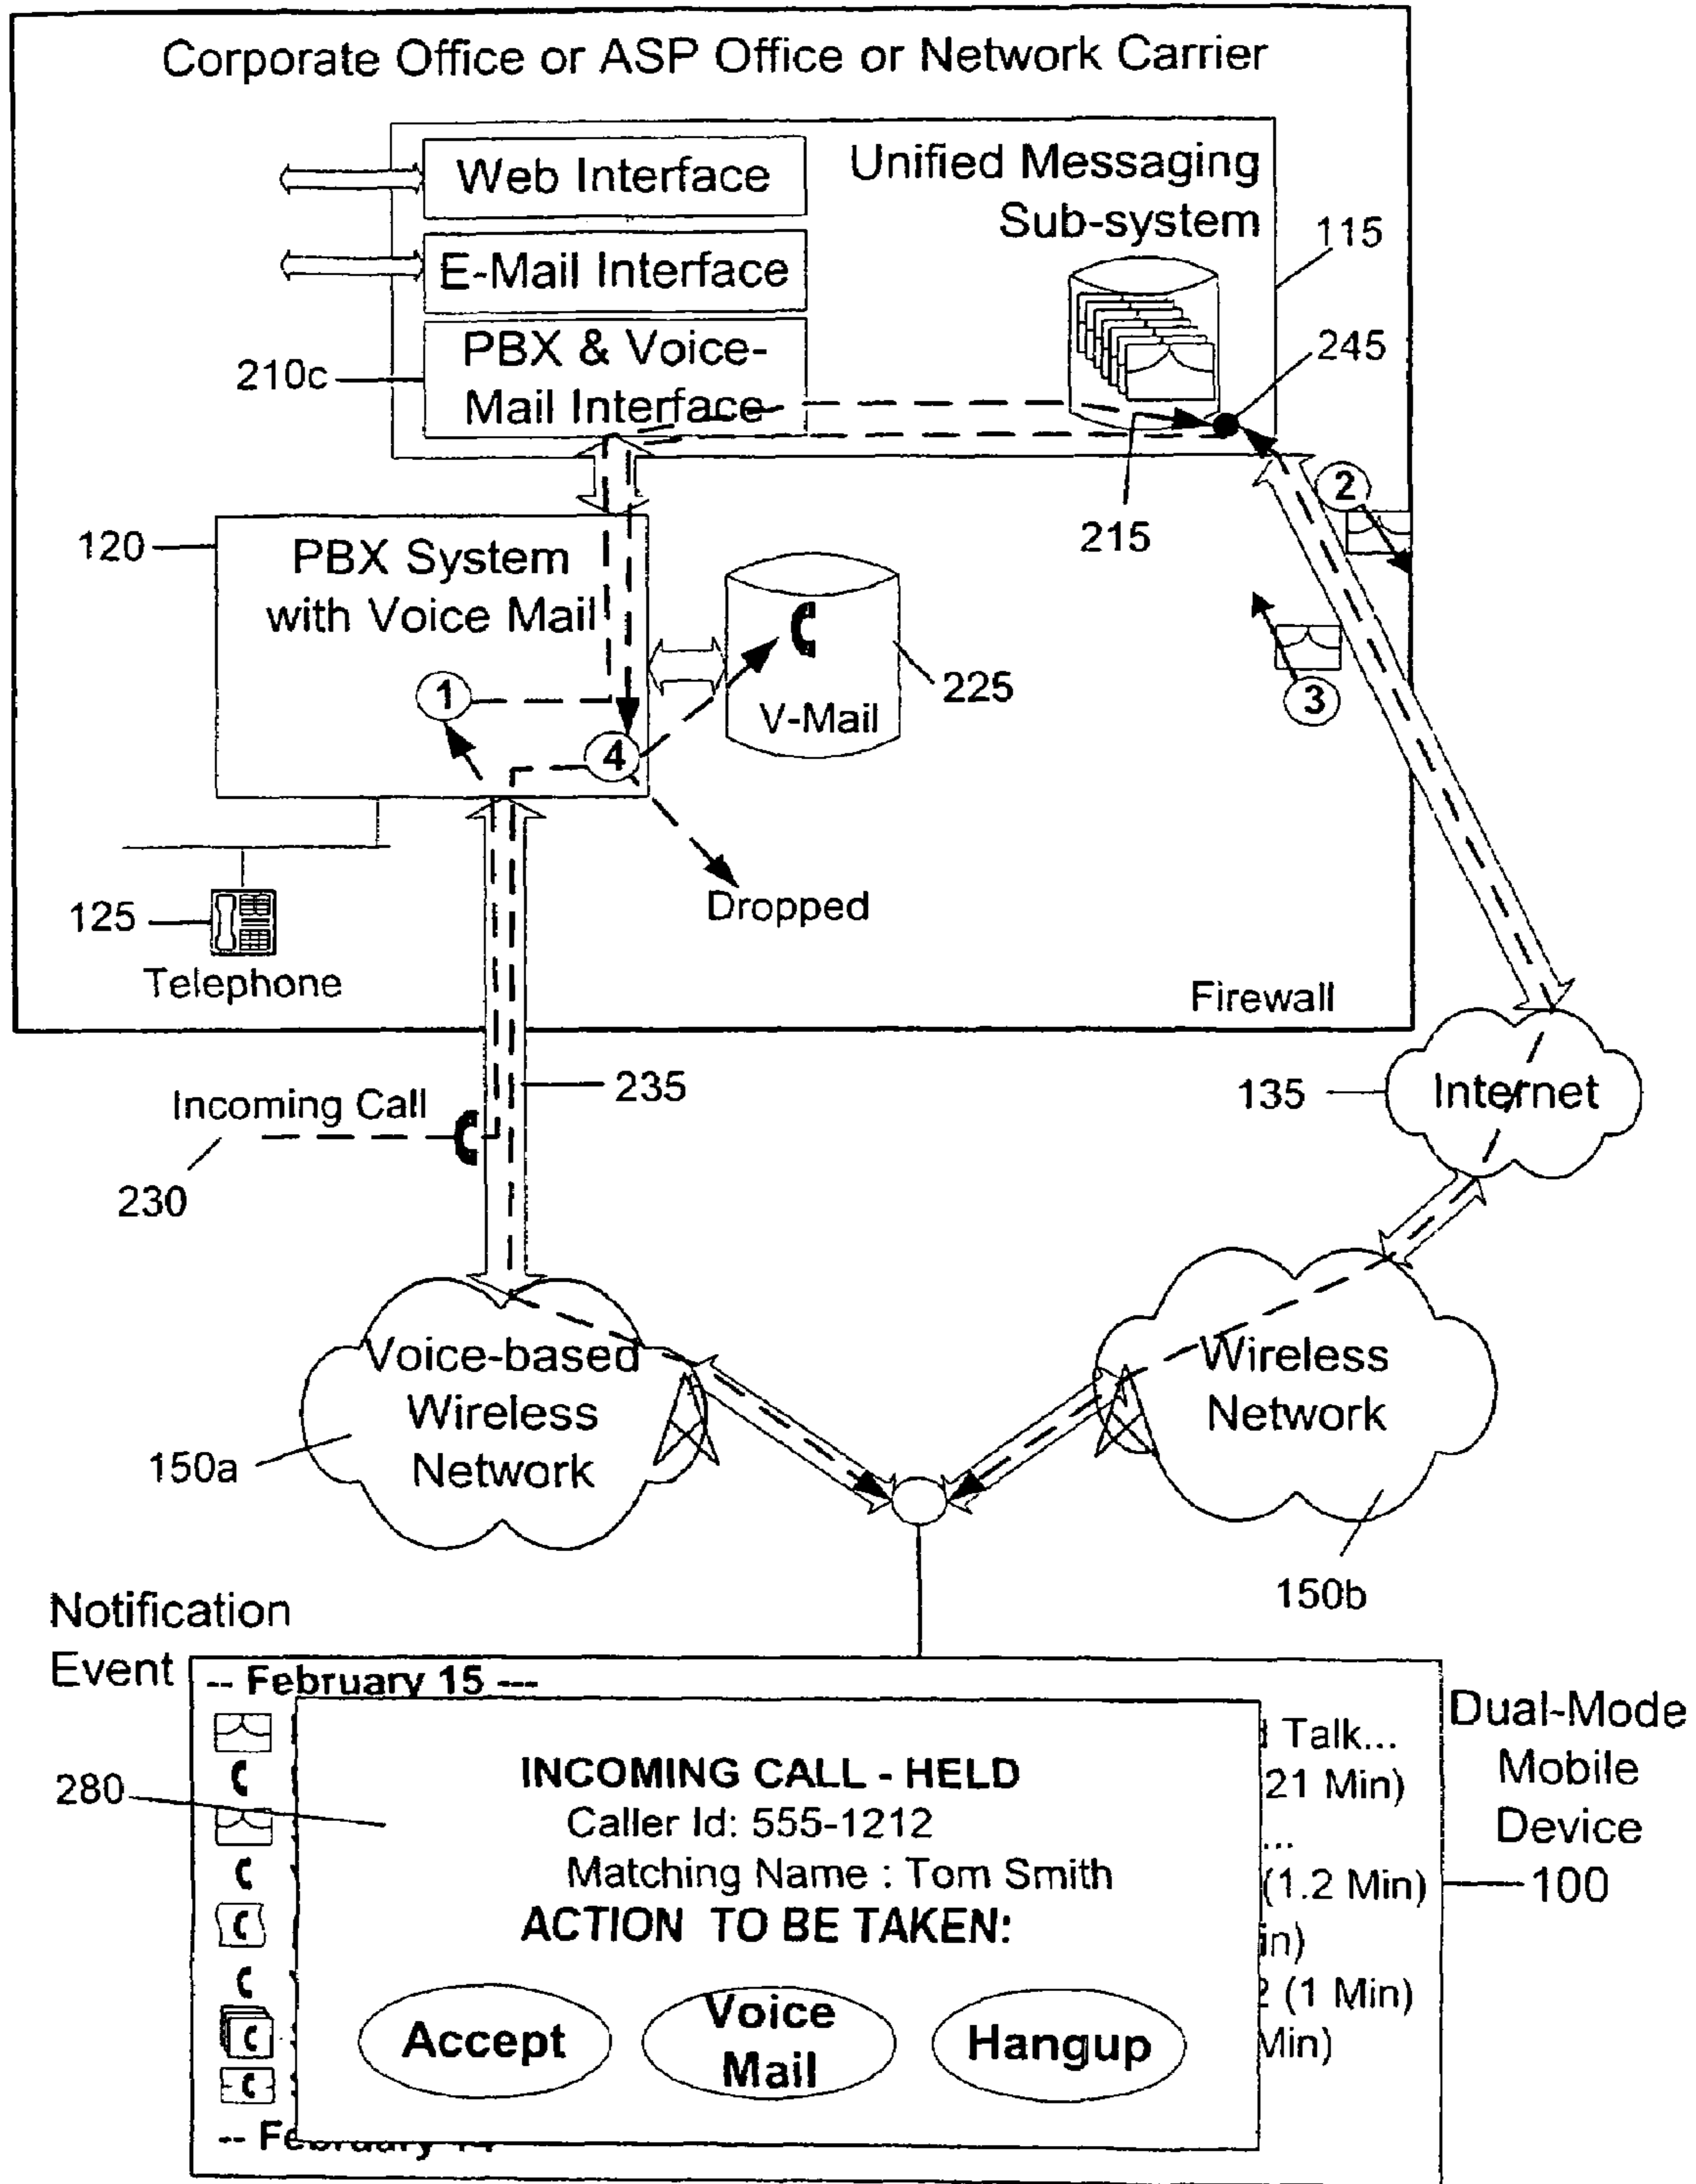 Corporate Office or ASP Office or Network Carrier
Web Interface
Unified Messaging
Sub-system
115
E-Mail Interface
PBX & Voice-
Mail Interface
210c
245
215
2
120
PBX System
with Voice Mail
1
4
V-Mail
225
3
Dropped
125
Telephone
Firewall
Incoming Call
230
235
135
Internet
Voice-based
Wireless
Network
150a
Wireless
Network
150b
Notification
Event
-- February 15 ---
Talk...
21 Min)
...
(1.2 Min)
in)
2 (1 Min)
Min)
280
INCOMING CALL - HELD
Caller Id: 555-1212
Matching Name : Tom Smith
ACTION TO BE TAKEN:
Accept
Voice
Mail
Hangup
Dual-Mode
Mobile
Device
100